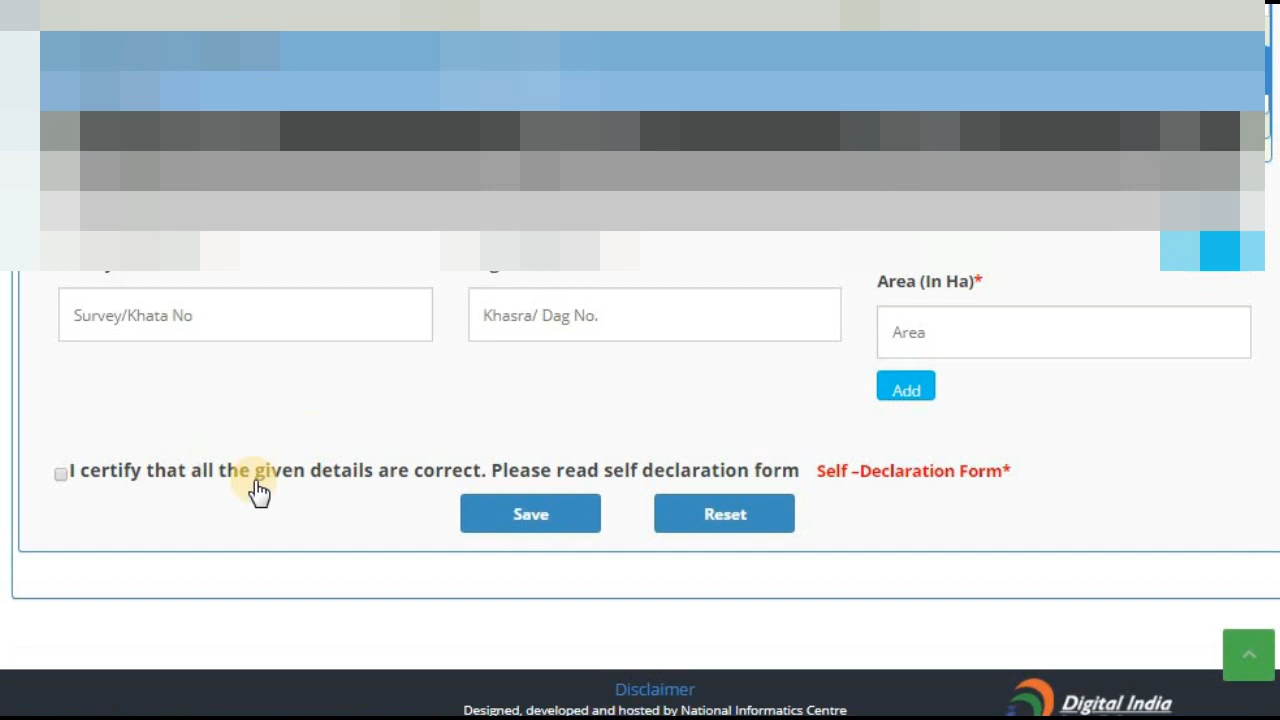 Area (In Ha)*
Survey/Khata No
Khasra/ Dag No.
Area
Add
I certify that all the given details are correct. Please read self declaration form Self –Declaration Form*
Save
Reset
Disclaimer
Designed, developed and hosted by National Informatics Centre
Digital India